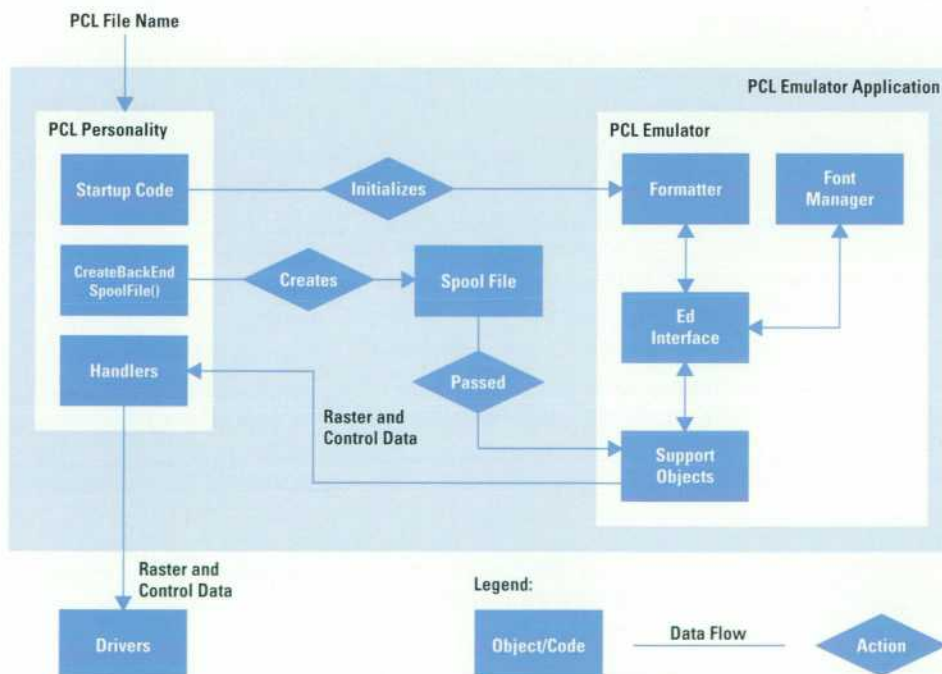 PCL File Name
PCL Emulator Application
PCL Personality
PCL Emulator
Startup Code
Initializes
Formatter
Font
Manager
CreateBackEnd
SpoolFile()
Creates
Spool File
Ed
Interface
Handlers
Passed
Raster and
Control Data
Support
Objects
Raster and
Control Data
Legend:
Drivers
Object/Code
Data Flow
Action